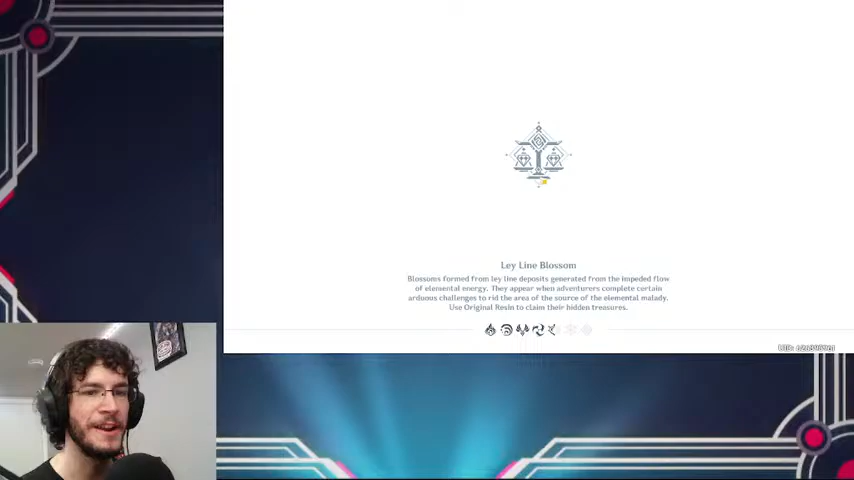 Ley Line Blossom
Blossoms formed from ley line deposits generated from the impeded flow
of elemental energy. They appear when adventurers complete certain
arduous challenges to rid the area of the source of the elemental malady.
Use Original Resin to claim their hidden treasures.